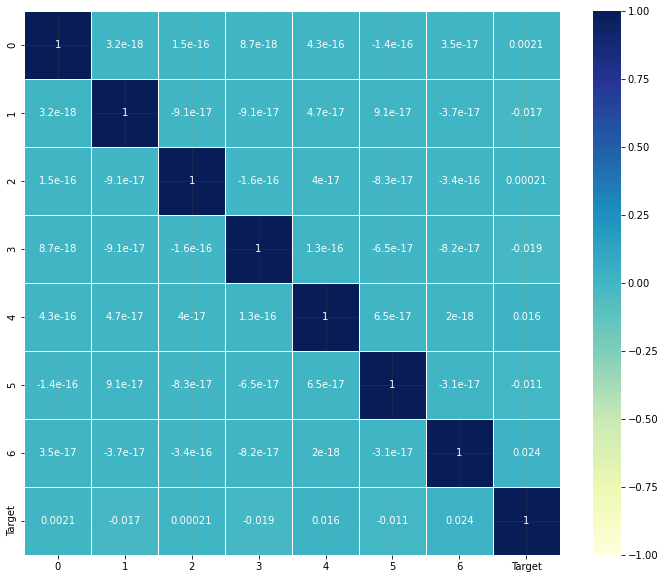 0 1 3.2e-18 1.5e-16 8.7e-18 4.3e-16 -1.4e-16 3.5e-17 0.0021
1 3.2e-18 1 -9.1e-17 -9.1e-17 4.7e-17 9.1e-17 -3.7e-17 -0.017
2 1.5e-16 -9.1e-17 1 -1.6e-16 4e-17 -8.3e-17 -3.4e-16 0.00021
3 8.7e-18 -9.1e-17 -1.6e-16 1 1.3e-16 -6.5e-17 -8.2e-17 -0.019
4 4.3e-16 4.7e-17 4e-17 1.3e-16 1 6.5e-17 2e-18 0.016
5 -1.4e-16 9.1e-17 -8.3e-17 -6.5e-17 6.5e-17 1 -3.1e-17 -0.011
6 3.5e-17 -3.7e-17 -3.4e-16 -8.2e-17 2e-18 -3.1e-17 1 0.024
Target 0.0021 -0.017 0.00021 -0.019 0.016 -0.011 0.024 1
0 1 2 3 4 5 6 Target
1.00
0.75
0.50
0.25
0.00
−0.25
−0.50
−0.75
−1.00